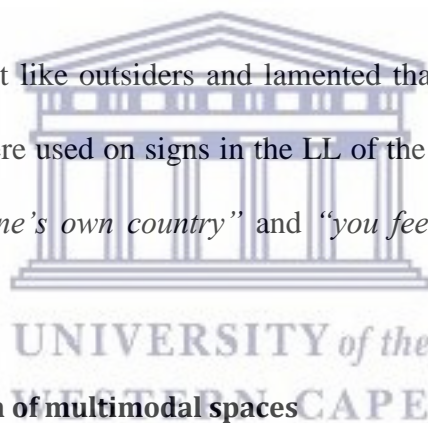 t like outsiders and lamented tha
ere used on signs in the LL of the
ne's own country” and “you fee
UNIVERSITY of the
n of multimodal spaces
WESTERN CAPE